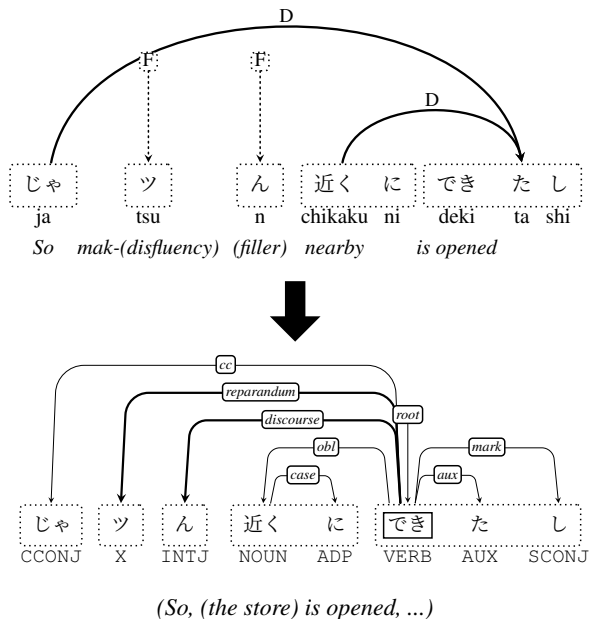 D
F F
D
じゃ ツ ん 近く に でき た し
ja tsu n chikaku ni deki ta shi
So mak-(disfluency) (filler) nearby is opened
cc
reparandum
discourse root
obl mark
case aux
じゃ ツ ん 近く に でき た し
CCONJ X INTJ NOUN ADP VERB AUX SCONJ
(So, (the store) is opened, ...)